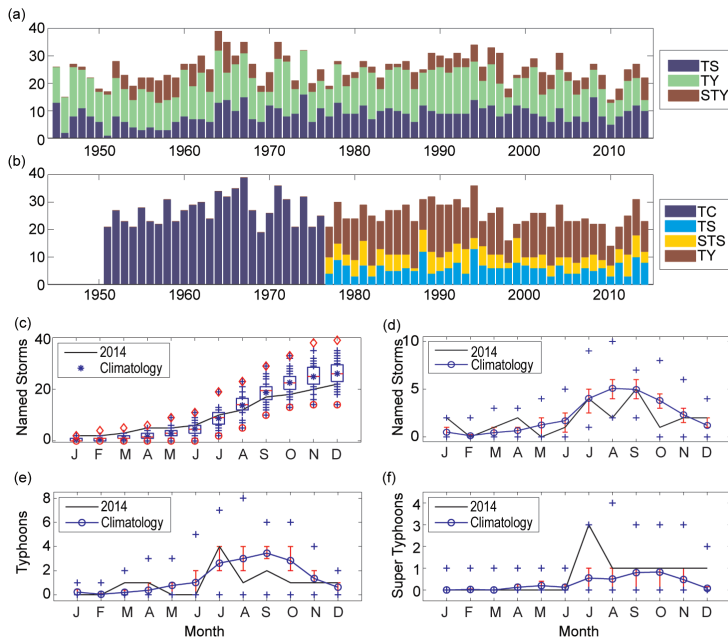 (a)
40
30
20
10
0
1950 1960 1970 1980 1990 2000 2010
TS
TY
STY
(b)
40
30
20
10
0
1950 1960 1970 1980 1990 2000 2010
TC
TS
STS
TY
(c)
Named Storms
40
20
0
2014
Climatology
J F M A M J J A S O N D
(d)
Named Storms
10
5
0
2014
Climatology
J F M A M J J A S O N D
(e)
Typhoons
8
6
4
2
0
2014
Climatology
J F M A M J J A S O N D
Month
(f)
Super Typhoons
4
3
2
1
0
2014
Climatology
J F M A M J J A S O N D
Month